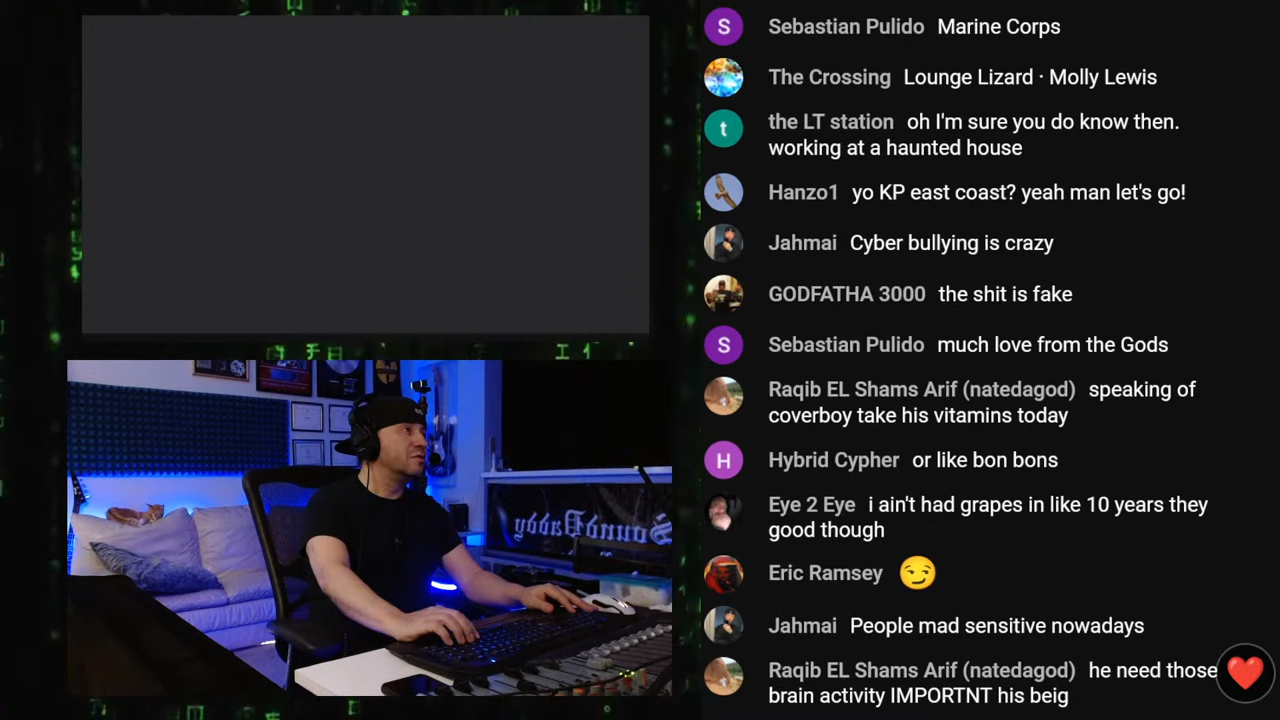 Sebastian Pulido Marine Corps
The Crossing Lounge Lizard · Molly Lewis
the LT station oh I'm sure you do know then.
working at a haunted house
Hanzo1 yo KP east coast? yeah man let's go!
Jahmai Cyber bullying is crazy
GODFATHA 3000 the shit is fake
Sebastian Pulido much love from the Gods
Raqib EL Shams Arif (natedagod) speaking of
coverboy take his vitamins today
Hybrid Cypher or like bon bons
Eye 2 Eye i ain't had grapes in like 10 years they
good though
Eric Ramsey 😏
Jahmai People mad sensitive nowadays
Raqib EL Shams Arif (natedagod) he need those
brain activity IMPORTNT his beig
S
t
S
H
Sound Daddy